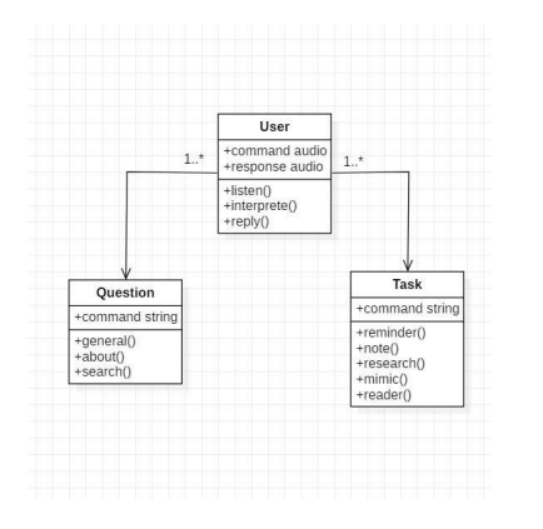 User
+command audio
+response audio
+listen()
+interprete()
+reply()
1..*
1..*
Question
+command string
+general()
+about()
+search()
Task
+command string
+reminder()
+note()
+research()
+mimic()
+reader()